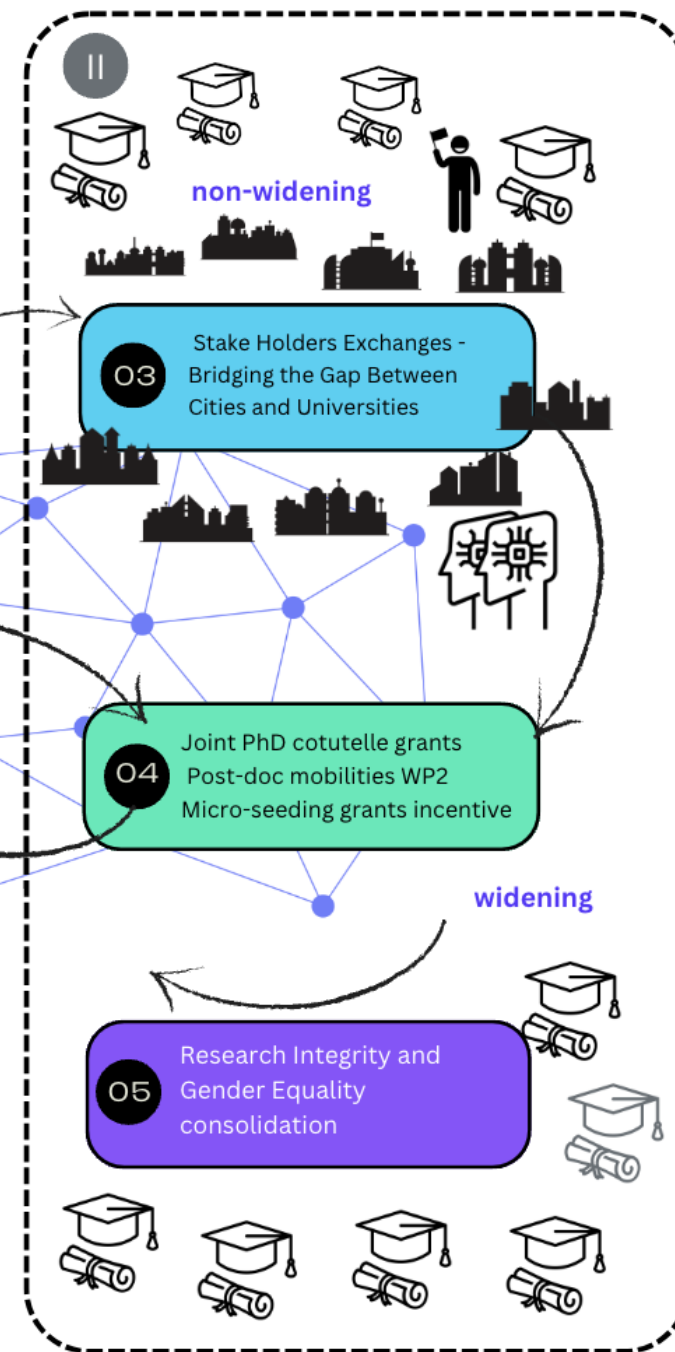 II
non-widening
03
Stake Holders Exchanges -
Bridging the Gap Between
Cities and Universities
04
Joint PhD cotutelle grants
Post-doc mobilities WP2
Micro-seeding grants incentive
widening
05
Research Integrity and
Gender Equality
consolidation